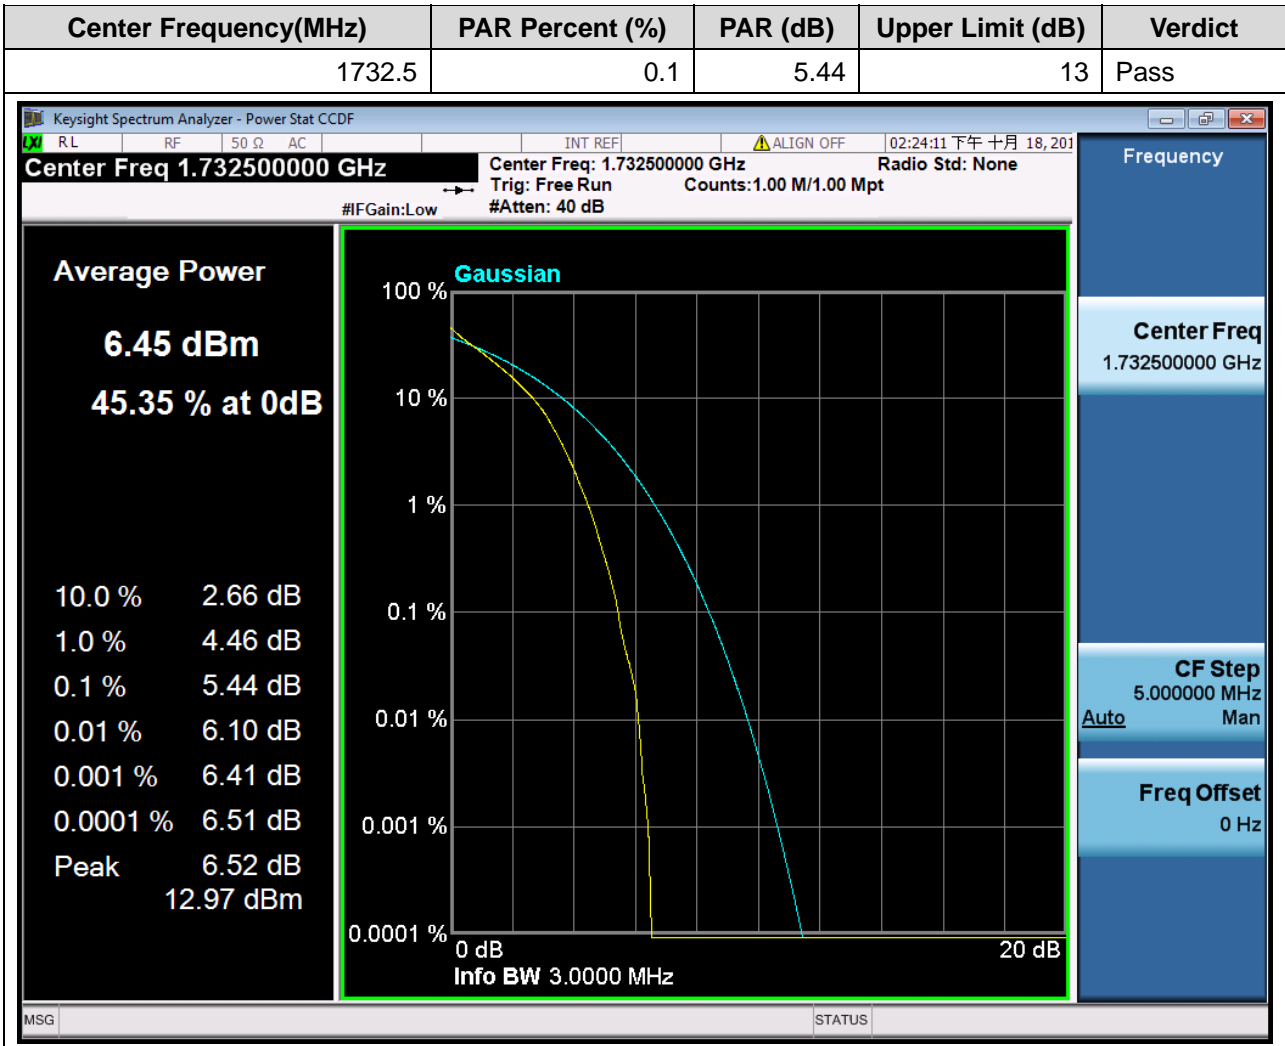 Center Frequency(MHz) PAR Percent (%) PAR (dB) Upper Limit (dB) Verdict
1732.5 0.1 5.44 13 Pass
Keysight Spectrum Analyzer - Power Stat CCDF
LXI RL RF 50 Ω AC INT REF ALIGN OFF 02:24:11 下午 十月 18, 201
Center Freq 1.732500000 GHz
Center Freq: 1.732500000 GHz Radio Std: None
Trig: Free Run Counts:1.00 M/1.00 Mpt
#IFGain:Low #Atten: 40 dB
Average Power
6.45 dBm
45.35 % at 0dB
10.0 % 2.66 dB
1.0 % 4.46 dB
0.1 % 5.44 dB
0.01 % 6.10 dB
0.001 % 6.41 dB
0.0001 % 6.51 dB
Peak 6.52 dB
12.97 dBm
Gaussian
100 %
10 %
1 %
0.1 %
0.01 %
0.001 %
0.0001 %
0 dB 20 dB
Info BW 3.0000 MHz
Frequency
Center Freq
1.732500000 GHz
CF Step
5.000000 MHz
Auto Man
Freq Offset
0 Hz
MSG STATUS